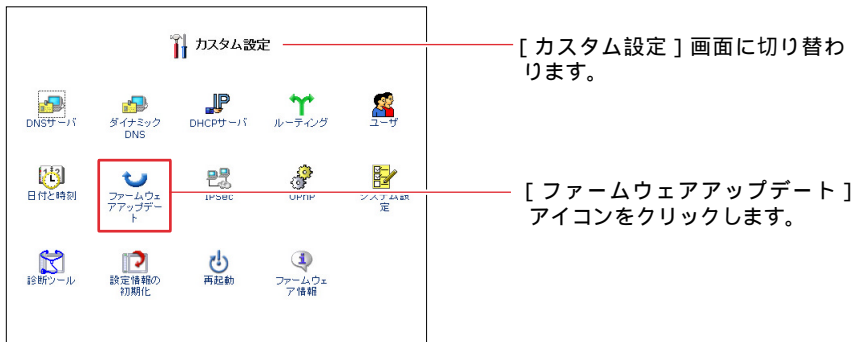 カスタム設定
[ カスタム設定 ] 画面に切り替わ
ります。
DNSサーバ
ダイナミック
DNS
DHCPサーバ
ルーティング
ユーザ
日付と時刻
ファームウェ
アアップデー
ト
IPSec
UPnP
システム設
定
[ ファームウェアアップデート ]
アイコンをクリックします。
診断ツール
設定情報の
初期化
再起動
ファームウェ
ア情報